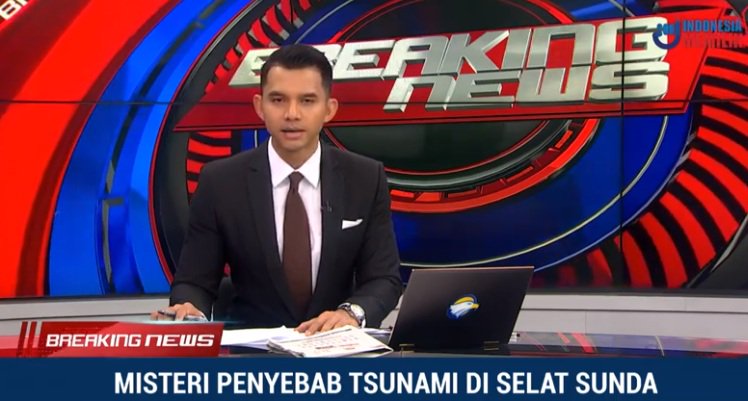 BREAKING
NEWS
INDONESIA
BREAKING NEWS
MISTERI PENYEBAB TSUNAMI DI SELAT SUNDA